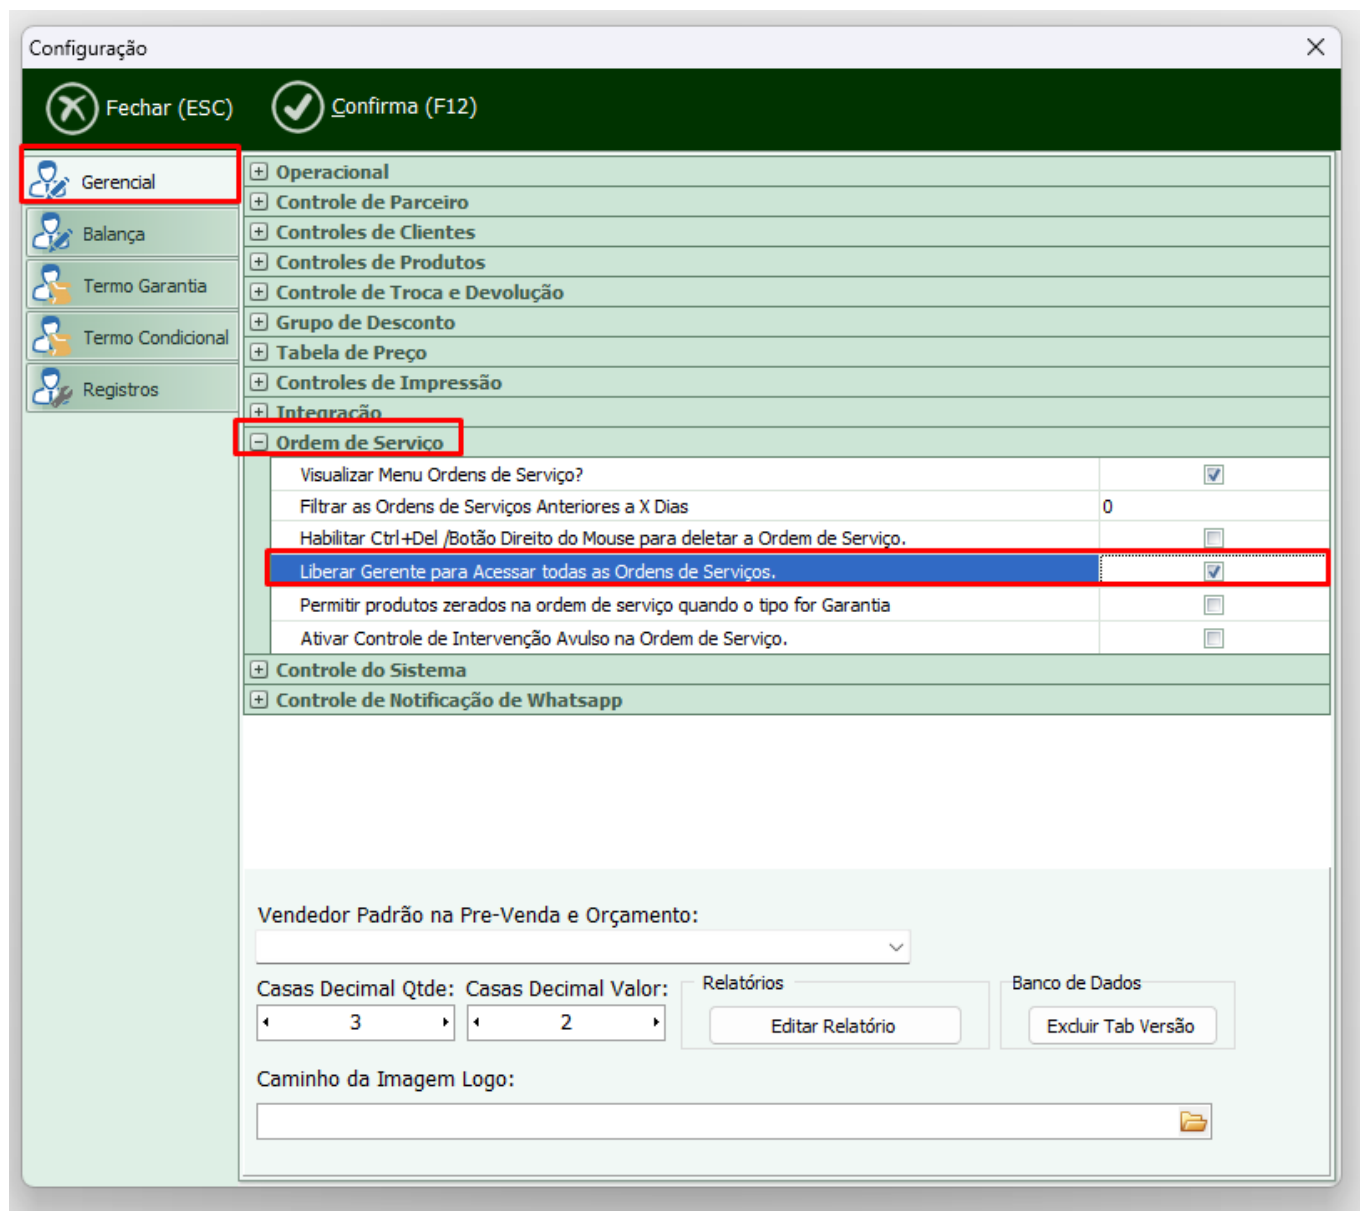 Configuração
Fechar (ESC)
Confirma (F12)
Gerencial
Balança
Termo Garantia
Termo Condicional
Registros
Operacional
Controle de Parceiro
Controles de Clientes
Controles de Produtos
Controle de Troca e Devolução
Grupo de Desconto
Tabela de Preço
Controles de Impressão
Integração
Ordem de Serviço
Visualizar Menu Ordens de Serviço?
Filtrar as Ordens de Serviços Anteriores a X Dias 0
Habilitar Ctrl+Del /Botão Direito do Mouse para deletar a Ordem de Serviço.
Liberar Gerente para Acessar todas as Ordens de Serviços.
Permitir produtos zerados na ordem de serviço quando o tipo for Garantia
Ativar Controle de Intervenção Avulso na Ordem de Serviço.
Controle do Sistema
Controle de Notificação de Whatsapp
Vendedor Padrão na Pre-Venda e Orçamento:
Casas Decimal Qtde: Casas Decimal Valor: Relatórios Banco de Dados
3 2 Editar Relatório Excluir Tab Versão
Caminho da Imagem Logo: